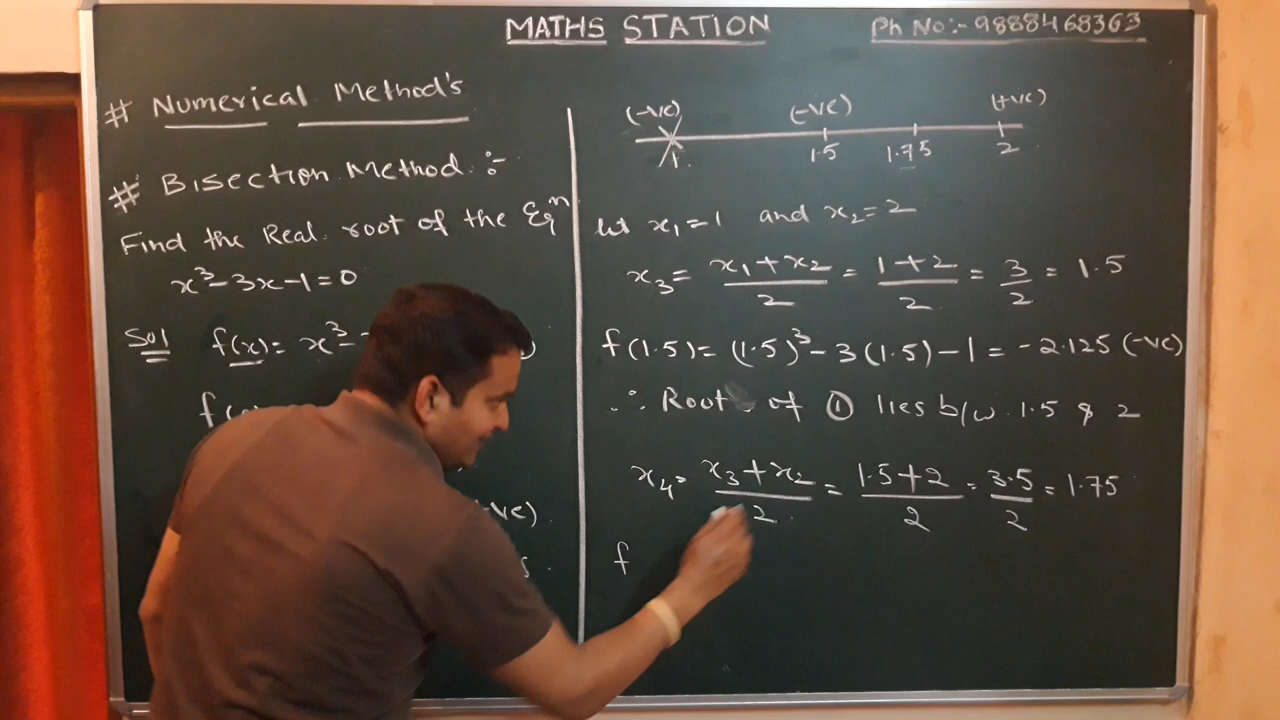 MATHS STATION Ph No:- 9888468363
# Numerical Method's
# Bisection Method :-
Find the Real root of the Eqⁿ
x³-3x-1=0
Sol f(x)= x³-
f(
-ve)
s.
(-ve) (-ve) (+ve)
1. 1.5 1.75 2
let x₁=1 and x₂=2
x₃= (x₁+x₂)/2 = (1+2)/2 = 3/2 = 1.5
f(1.5)= (1.5)³-3(1.5)-1 = -2.125 (-ve)
∴ Root of ① lies b/w 1.5 & 2
x₄= (x₃+x₂)/2 = (1.5+2)/2 = 3.5/2 = 1.75
f